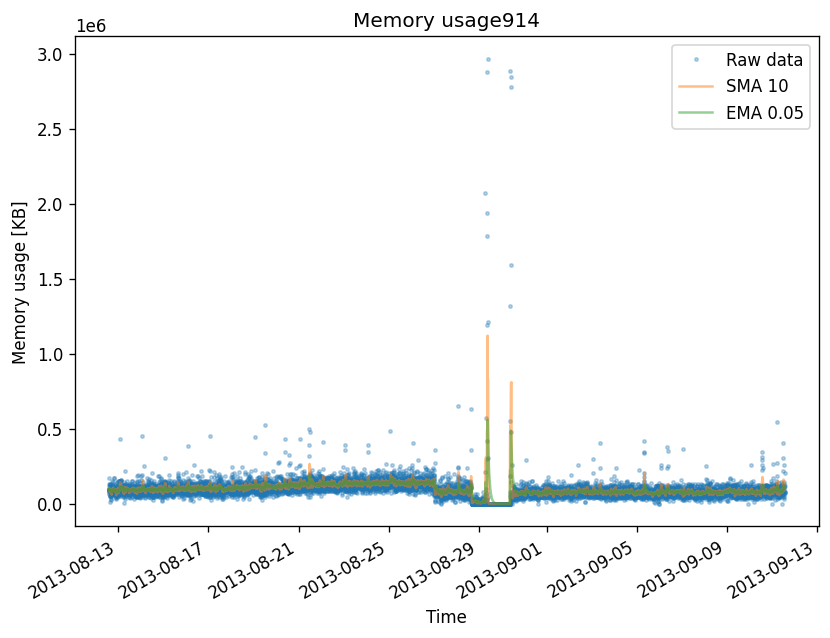 Memory usage914
1e6
Raw data
SMA 10
EMA 0.05
3.0
2.5
2.0
1.5
1.0
0.5
0.0
Memory usage [KB]
2013-08-13
2013-08-17
2013-08-21
2013-08-25
2013-08-29
2013-09-01
2013-09-05
2013-09-09
2013-09-13
Time